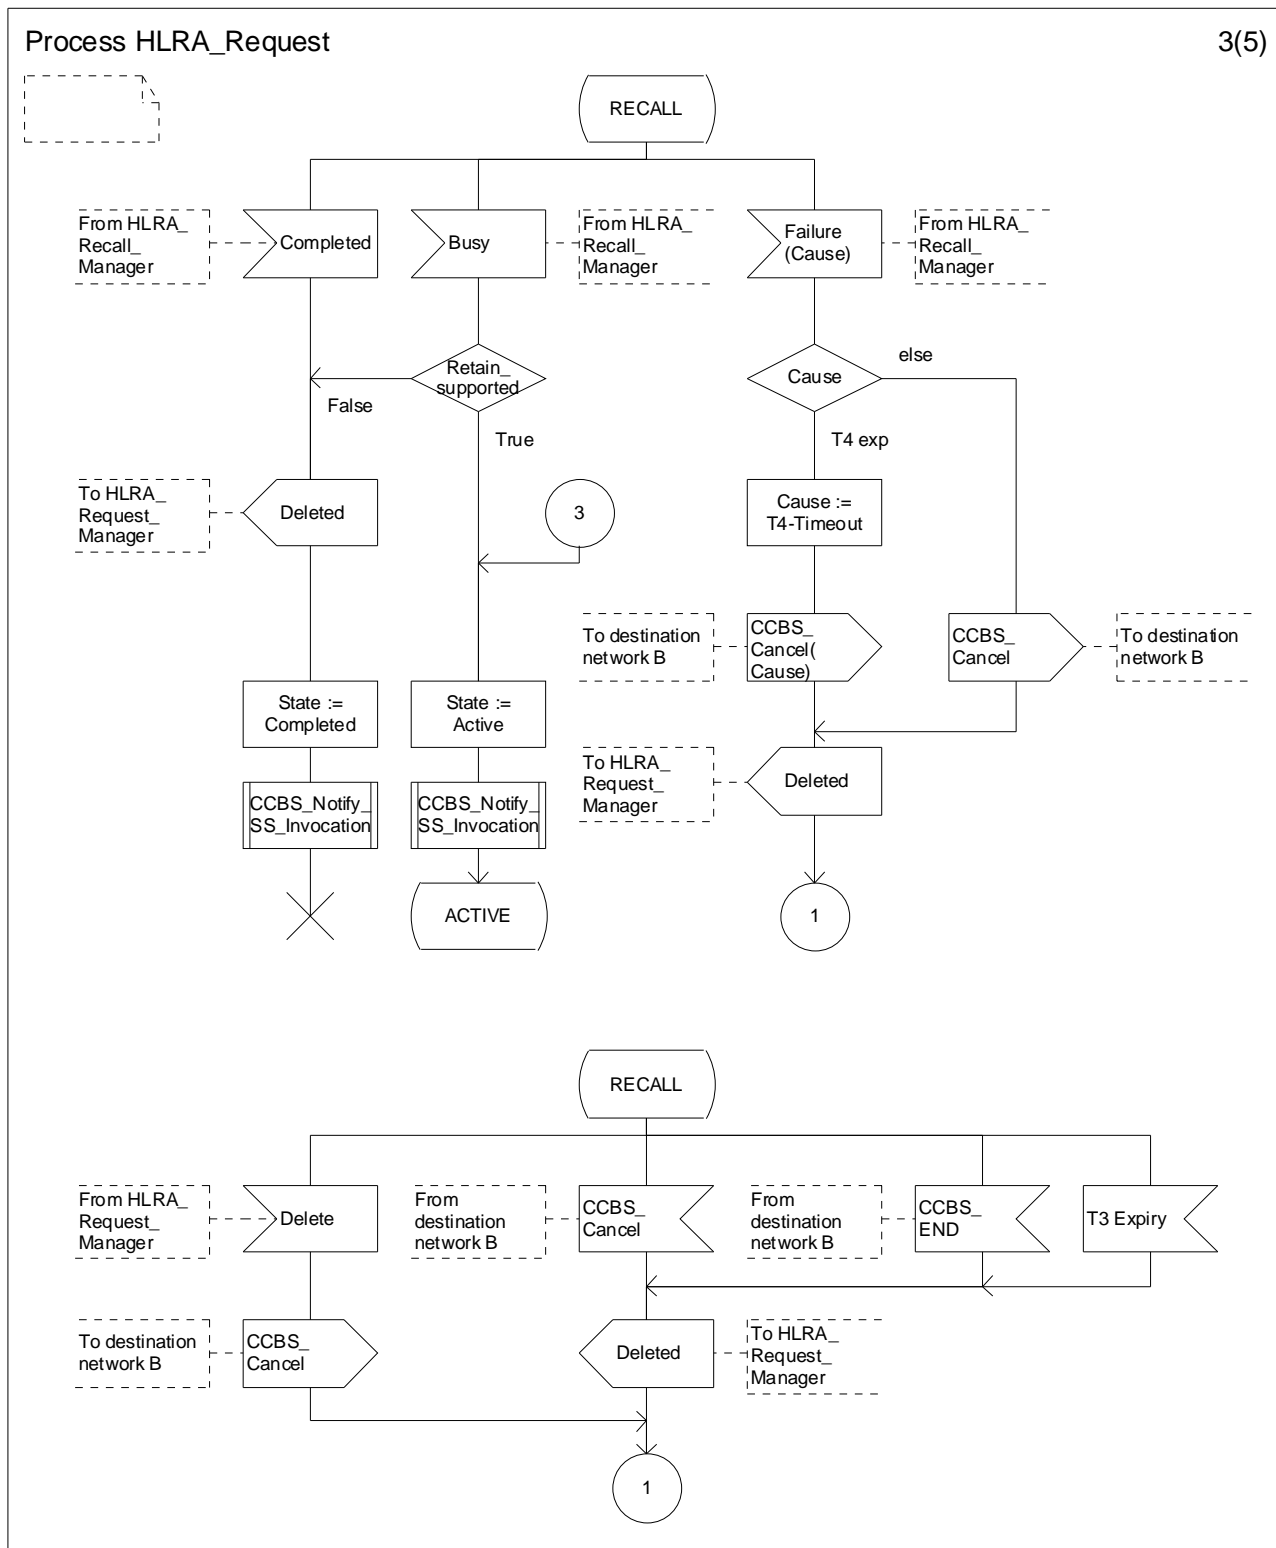 Process HLRA_Request
3(5)
RECALL
From HLRA_
Recall_
Manager
Completed
Busy
From HLRA_
Recall_
Manager
Failure
(Cause)
From HLRA_
Recall_
Manager
Retain_
supported
False
True
Cause
else
T4 exp
To HLRA_
Request_
Manager
Deleted
3
Cause :=
T4-Timeout
To destination
network B
CCBS_
Cancel(
Cause)
CCBS_
Cancel
To destination
network B
State :=
Completed
State :=
Active
To HLRA_
Request_
Manager
Deleted
CCBS_Notify_
SS_Invocation
CCBS_Notify_
SS_Invocation
ACTIVE
1
RECALL
From HLRA_
Request_
Manager
Delete
From
destination
network B
CCBS_
Cancel
From
destination
network B
CCBS_
END
T3 Expiry
To destination
network B
CCBS_
Cancel
Deleted
To HLRA_
Request_
Manager
1